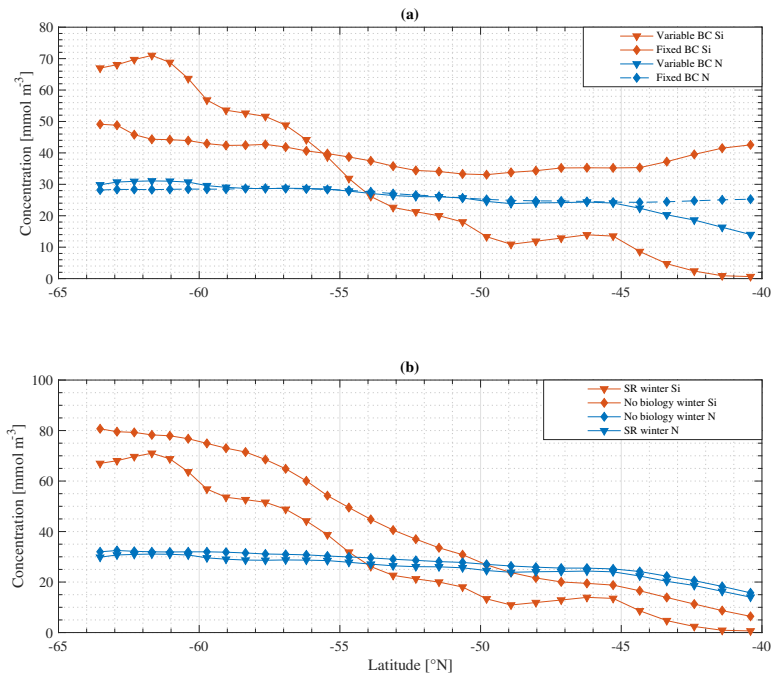 (a)
80
70
60
50
40
30
20
10
0
Concentration [mmol m-3]
-65
-60
-55
-50
-45
-40
Variable BC Si
Fixed BC Si
Variable BC N
Fixed BC N
(b)
100
80
60
40
20
0
Concentration [mmol m-3]
-65
-60
-55
-50
-45
-40
Latitude [°N]
SR winter Si
No biology winter Si
No biology winter N
SR winter N